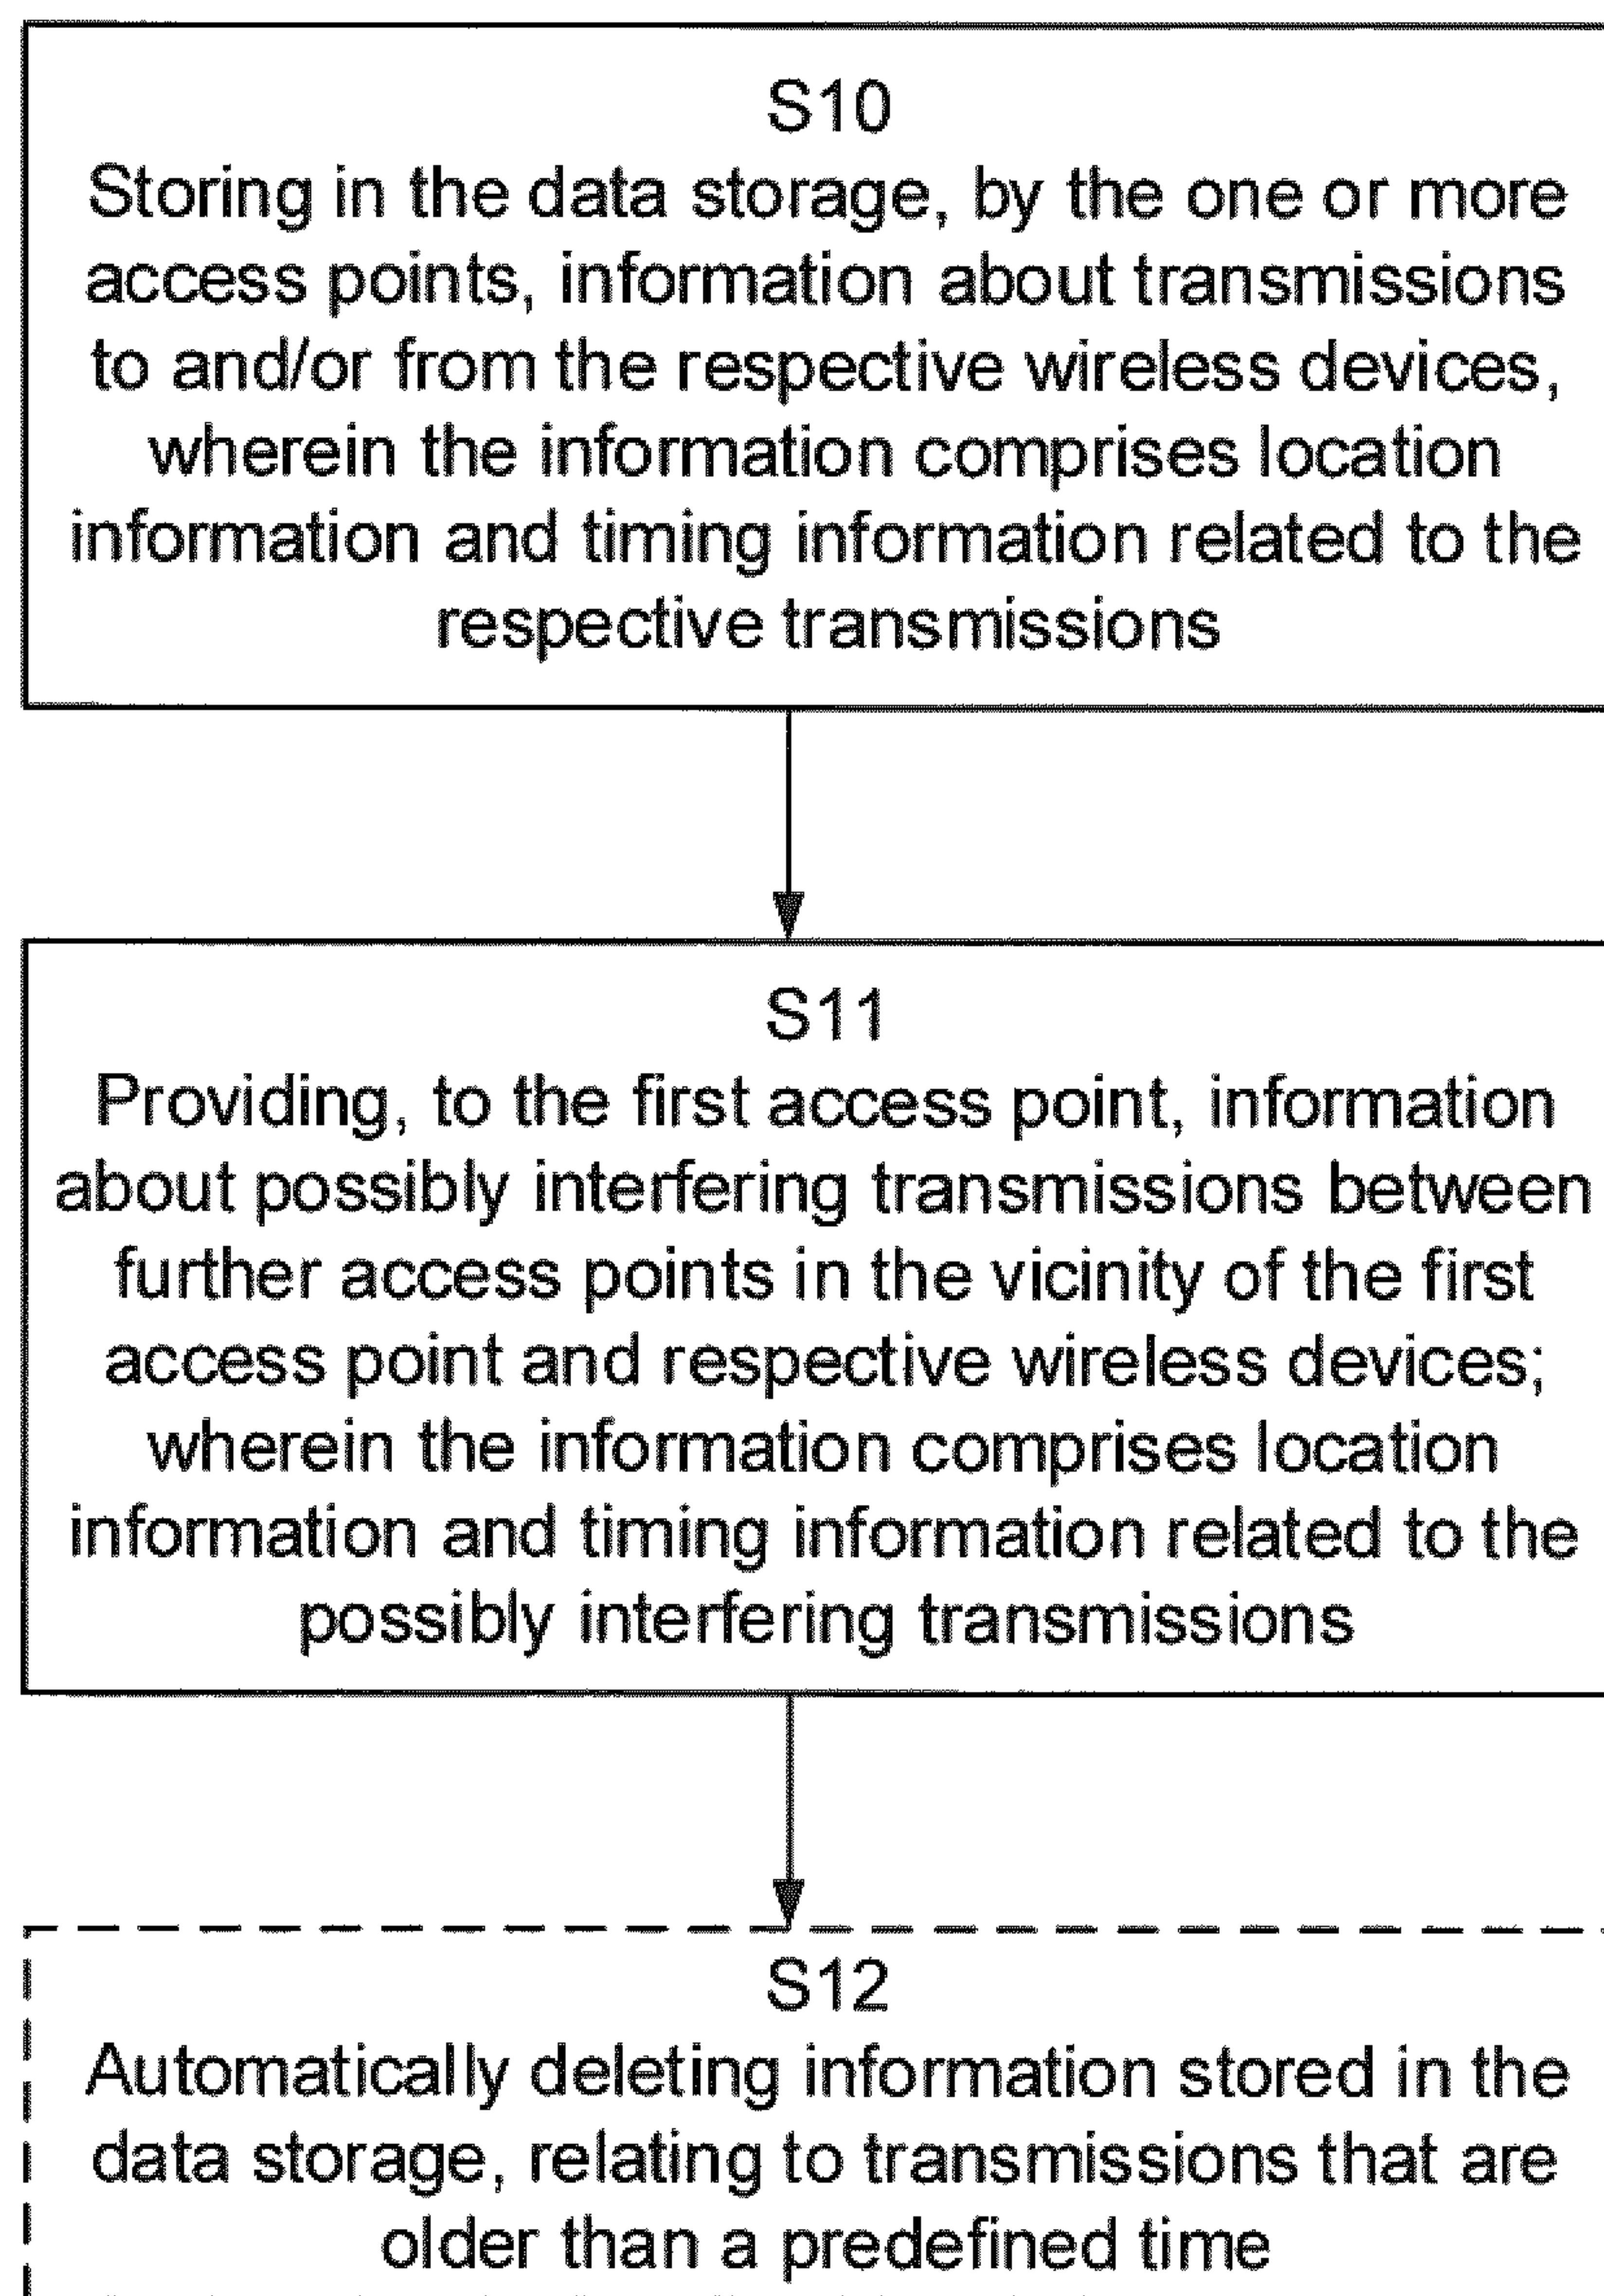 S10
Storing in the data storage, by the one or more
access points, information about transmissions
to and/or from the respective wireless devices,
wherein the information comprises location
information and timing information related to the
respective transmissions
S11
Providing, to the first access point, information
about possibly interfering transmissions between
further access points in the vicinity of the first
access point and respective wireless devices;
wherein the information comprises location
information and timing information related to the
possibly interfering transmissions
S12
Automatically deleting information stored in the
data storage, relating to transmissions that are
older than a predefined time